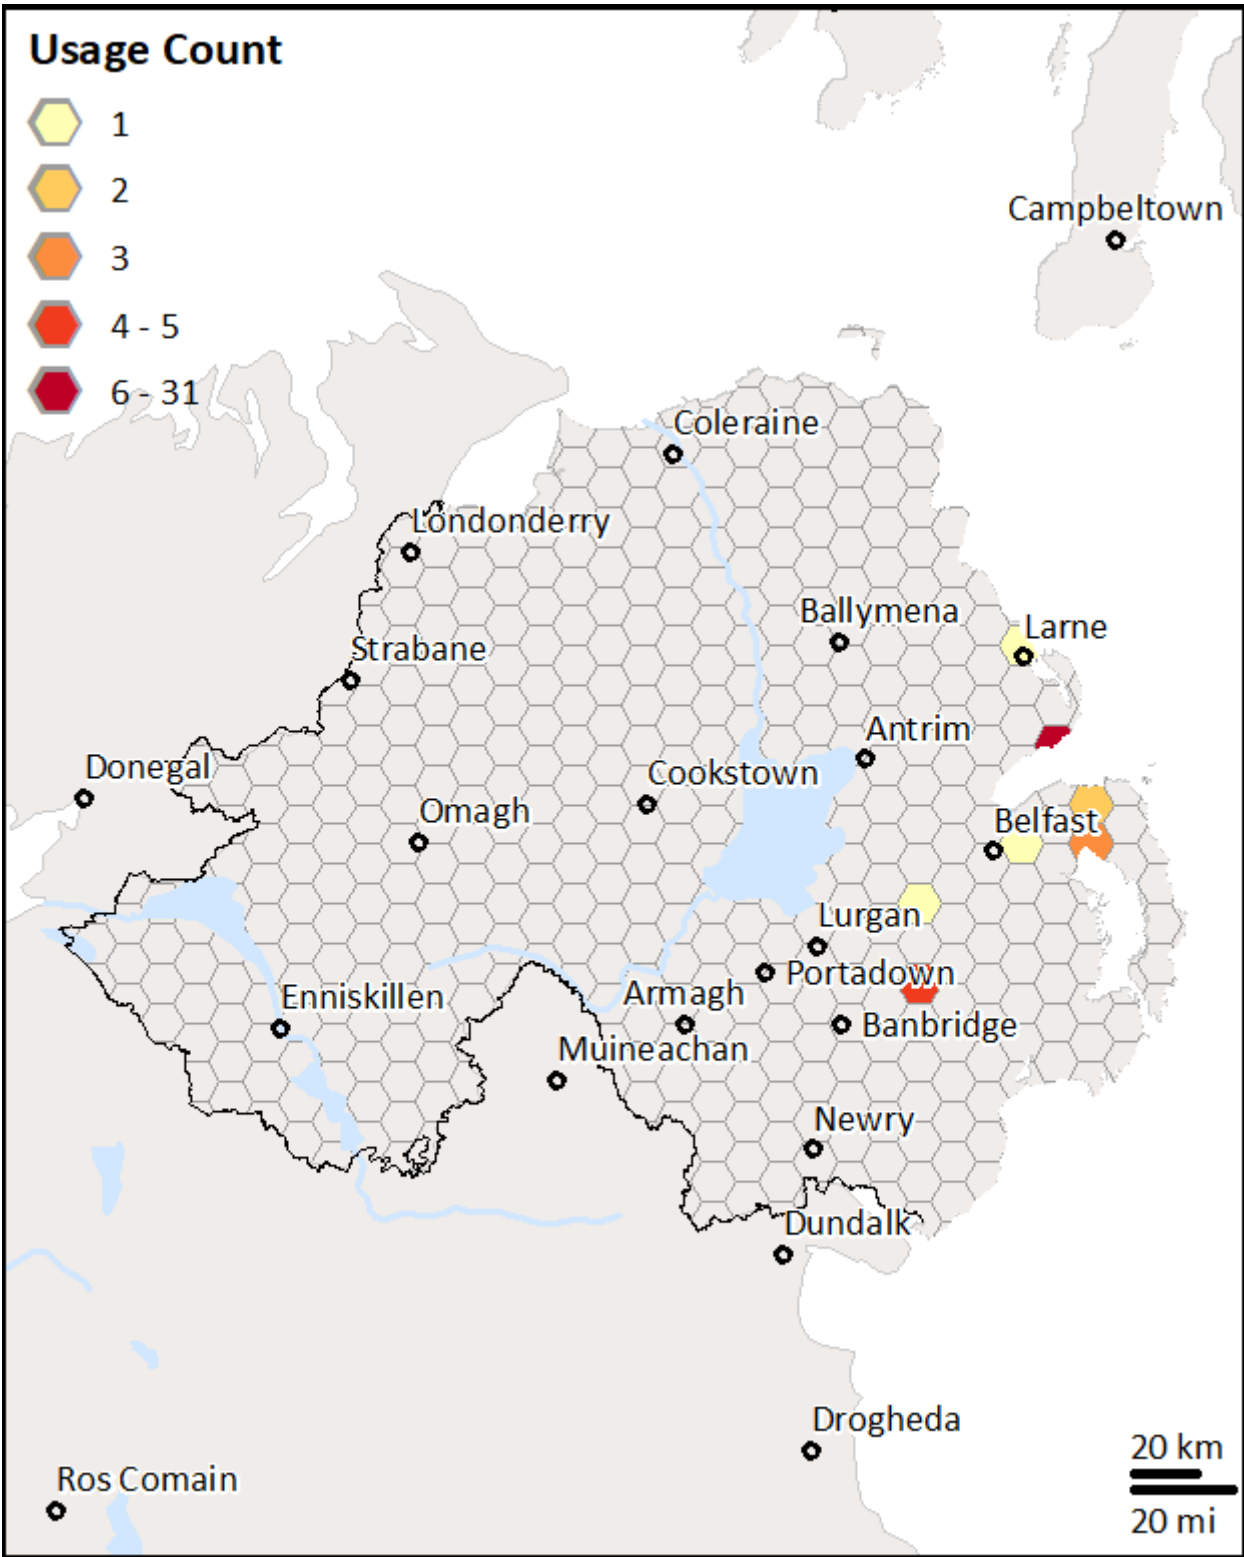 Usage Count
1
2
3
4 - 5
6 - 31
Campbeltown
Coleraine
Londonderry
Ballymena
Larne
Strabane
Antrim
Donegal
Cookstown
Omagh
Belfast
Lurgan
Portadown
Enniskillen
Armagh
Banbridge
Muineachan
Newry
Dundalk
Drogheda
20 km
Ros Comain
20 mi